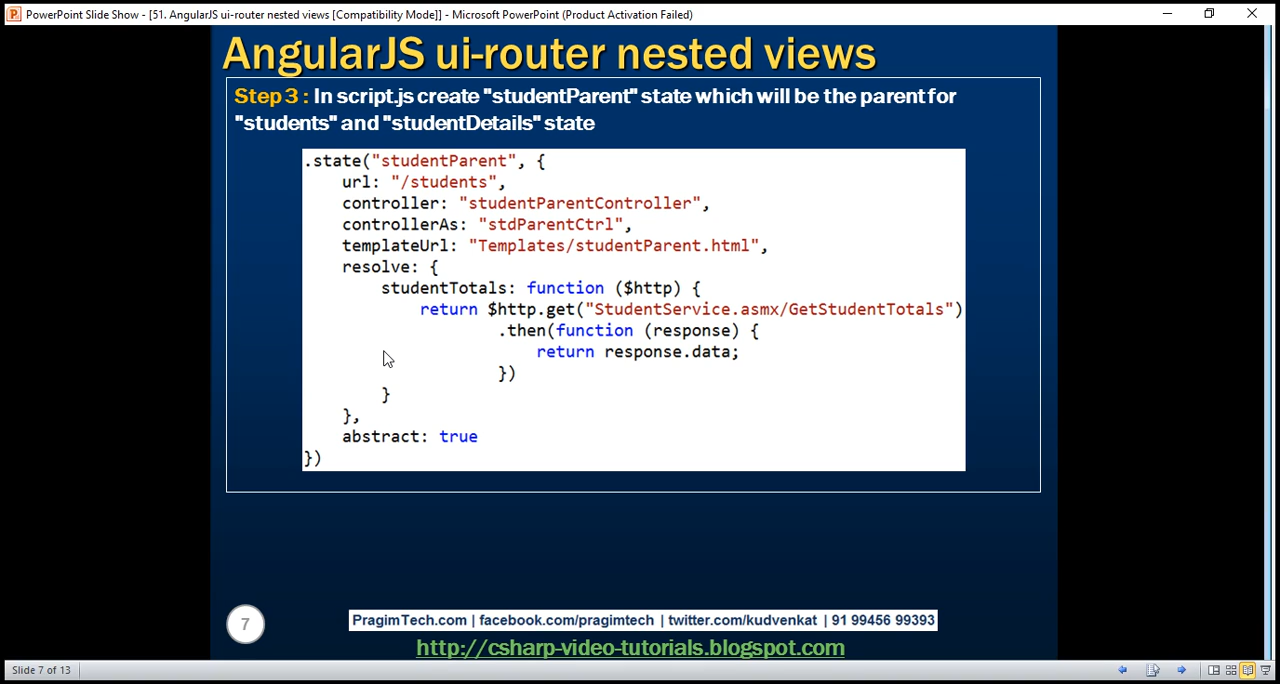 PowerPoint Slide Show - [51. AngularJS ui-router nested views [Compatibility Mode]] - Microsoft PowerPoint (Product Activation Failed)
AngularJS ui-router nested views
Step 3 : In script.js create "studentParent" state which will be the parent for
"students" and "studentDetails" state
.state("studentParent", {
    url: "/students",
    controller: "studentParentController",
    controllerAs: "stdParentCtrl",
    templateUrl: "Templates/studentParent.html",
    resolve: {
        studentTotals: function ($http) {
            return $http.get("StudentService.asmx/GetStudentTotals")
                    .then(function (response) {
                        return response.data;
                    })
        }
    },
    abstract: true
})
7
PragimTech.com | facebook.com/pragimtech | twitter.com/kudvenkat | 91 99456 99393
http://csharp-video-tutorials.blogspot.com
Slide 7 of 13